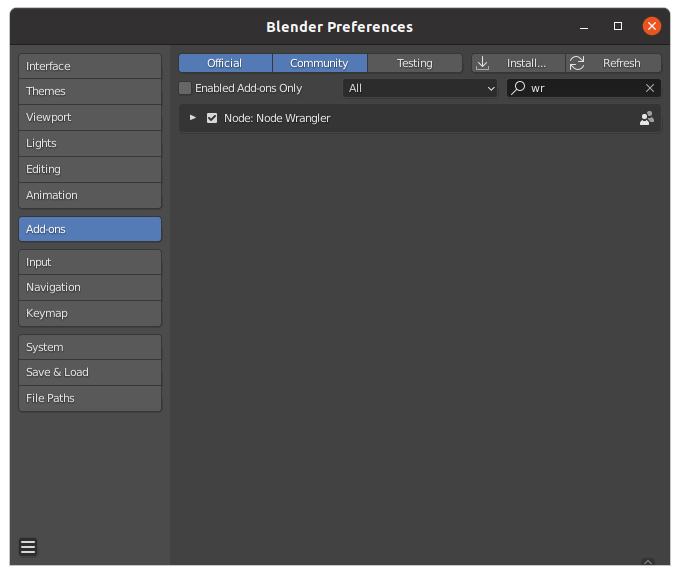 Blender Preferences
Interface
Themes
Viewport
Lights
Editing
Animation
Add-ons
Input
Navigation
Keymap
System
Save & Load
File Paths
Official Community Testing Install... Refresh
Enabled Add-ons Only All wr
Node: Node Wrangler